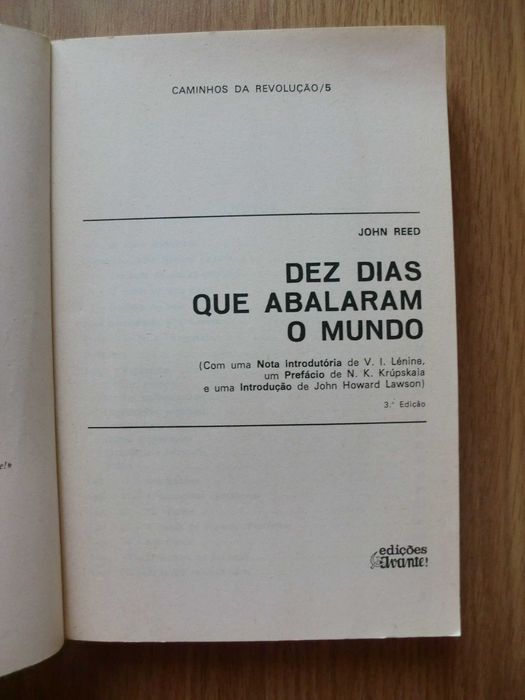 CAMINHOS DA REVOLUÇÃO/5
JOHN REED
DEZ DIAS
QUE ABALARAM
O MUNDO
(Com uma Nota introdutória de V. I. Lénine,
um Prefácio de N. K. Krúpskaia
e uma Introdução de John Howard Lawson)
3.ª Edição
edições
Avante!